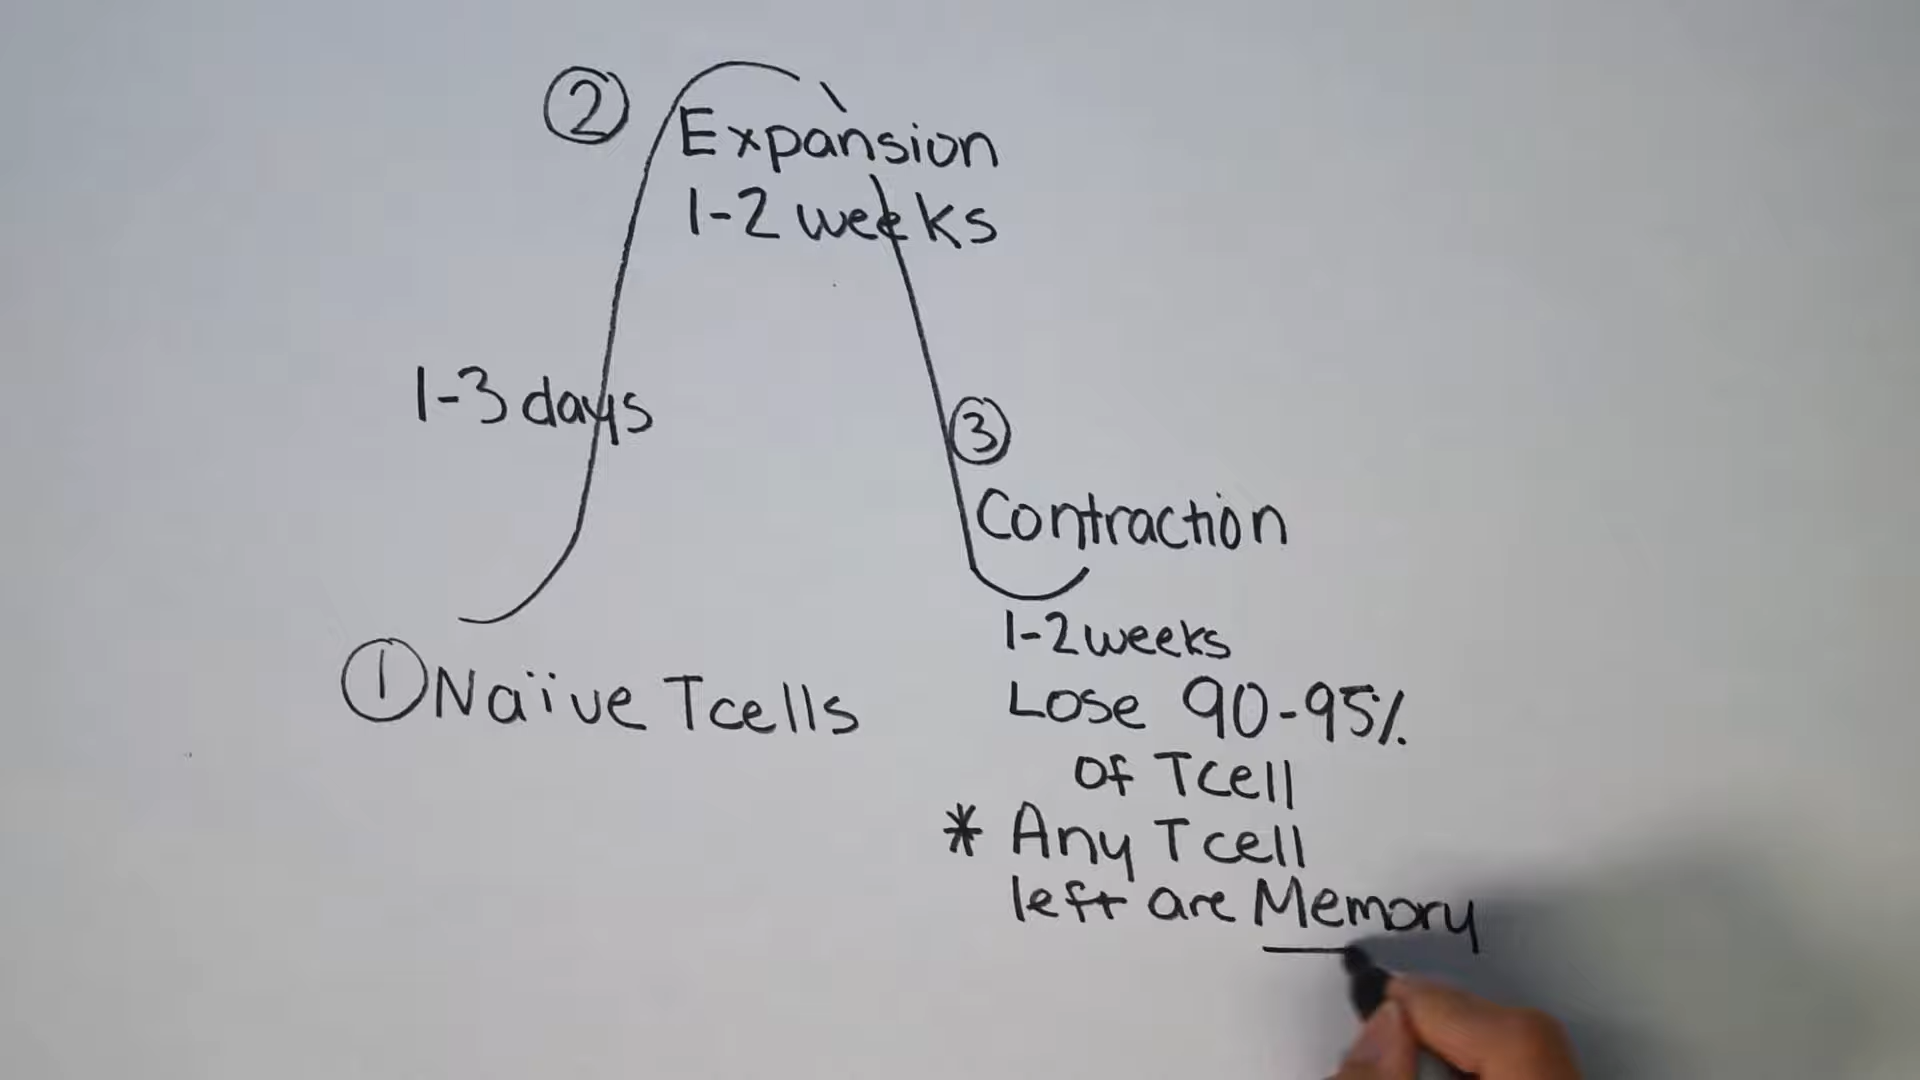 2
Expansion
1-2 weeks
1-3 days
3
Contraction
1-2 weeks
1 Naïve Tcells
Lose 90-95%
of Tcell
* Any Tcell
left are Memory